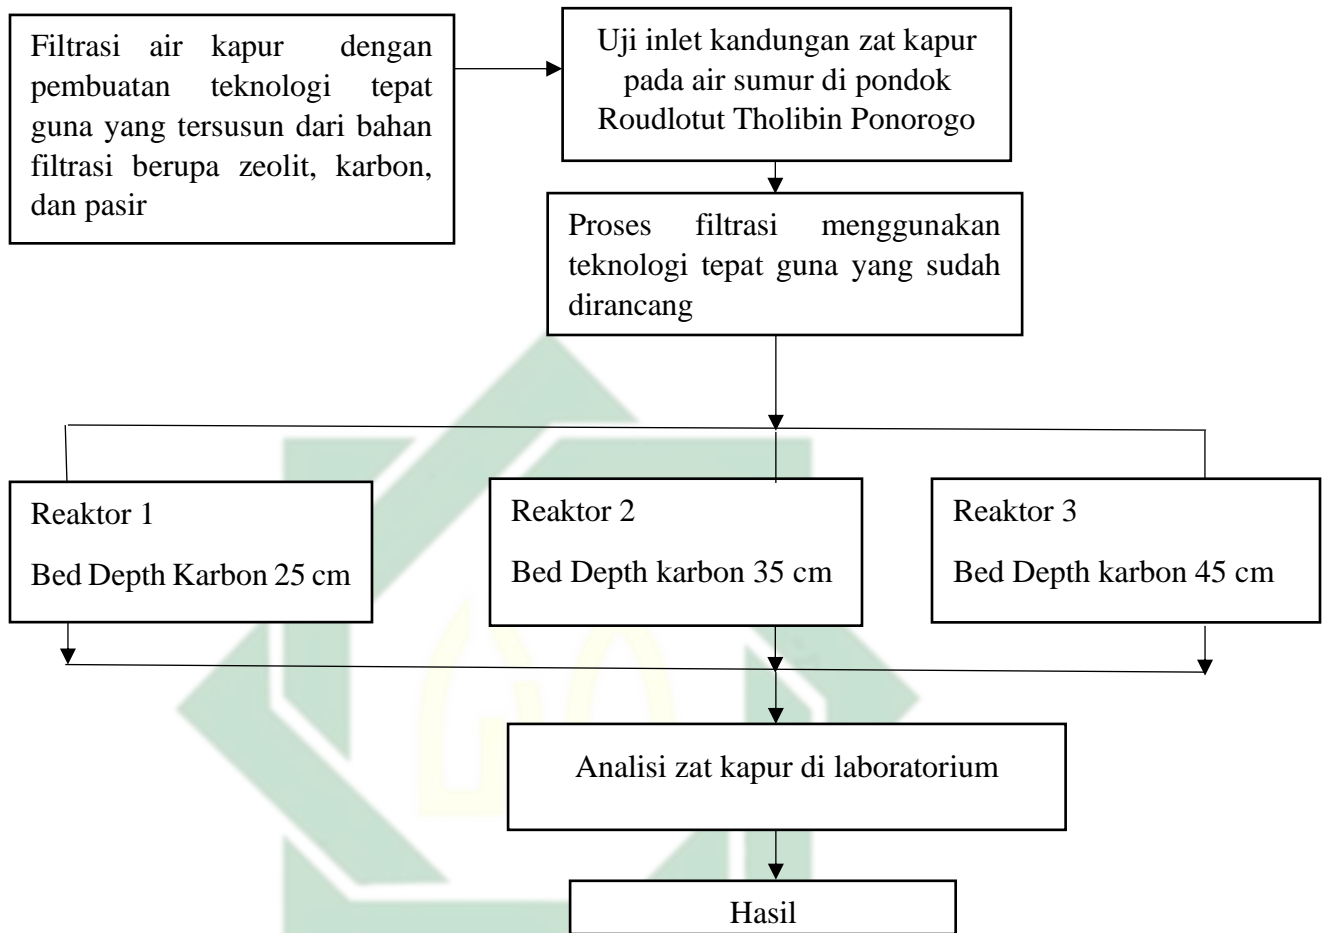 Filtrasi air kapur dengan
pembuatan teknologi tepat
guna yang tersusun dari bahan
filtrasi berupa zeolit, karbon,
dan pasir
Uji inlet kandungan zat kapur
pada air sumur di pondok
Roudlotut Tholibin Ponorogo
Proses filtrasi menggunakan
teknologi tepat guna yang sudah
dirancang
Reaktor 1
Bed Depth Karbon 25 cm
Reaktor 2
Bed Depth karbon 35 cm
Reaktor 3
Bed Depth karbon 45 cm
Analisi zat kapur di laboratorium
Hasil